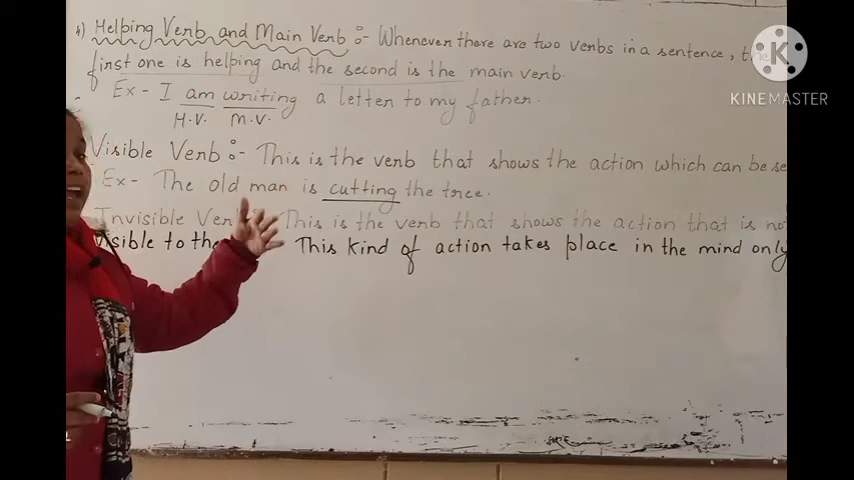 4) Helping Verb and Main Verb :- Whenever there are two verbs in a sentence, the
first one is helping and the second is the main verb.
Ex - I am writing a letter to my father.
H.V. M.V.
Visible Verb :- This is the verb that shows the action which can be se
Ex - The old man is cutting the tree.
Invisible Verb This is the verb that shows the action that is not
visible to the This kind of action takes place in the mind only
K
KINEMASTER